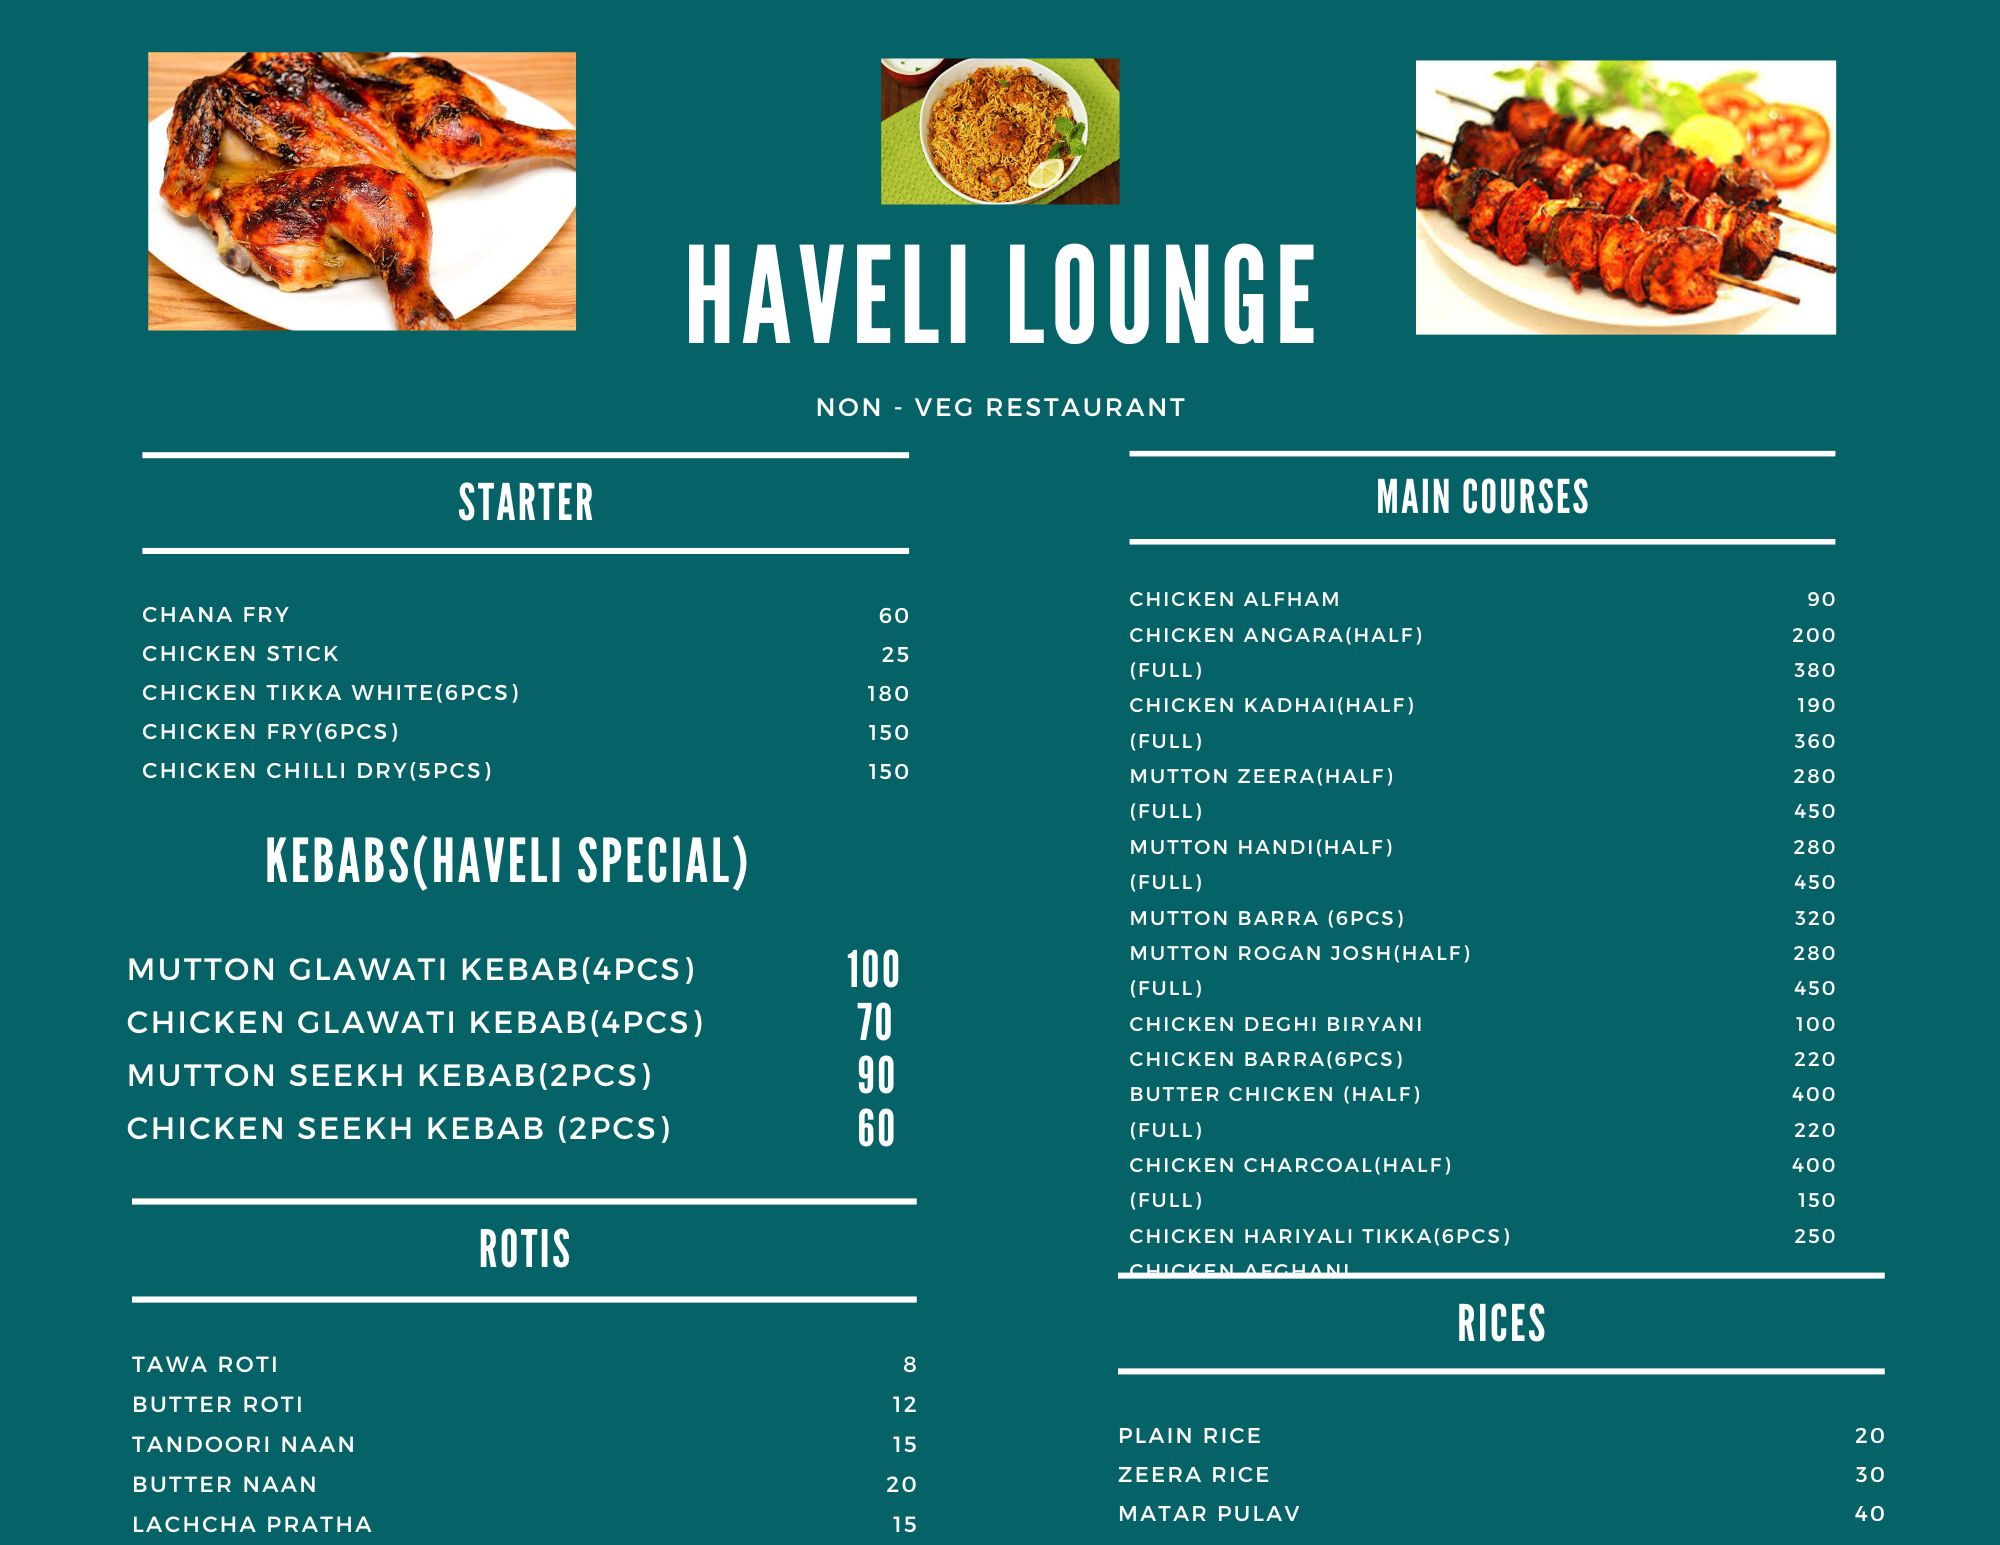 HAVELI LOUNGE
NON - VEG RESTAURANT
STARTER
CHANA FRY 60
CHICKEN STICK 25
CHICKEN TIKKA WHITE(6PCS) 180
CHICKEN FRY(6PCS) 150
CHICKEN CHILLI DRY(5PCS) 150
KEBABS(HAVELI SPECIAL)
MUTTON GLAWATI KEBAB(4PCS) 100
CHICKEN GLAWATI KEBAB(4PCS) 70
MUTTON SEEKH KEBAB(2PCS) 90
CHICKEN SEEKH KEBAB (2PCS) 60
ROTIS
TAWA ROTI 8
BUTTER ROTI 12
TANDOORI NAAN 15
BUTTER NAAN 20
LACHCHA PRATHA 15
MAIN COURSES
CHICKEN ALFHAM 90
CHICKEN ANGARA(HALF) 200
(FULL) 380
CHICKEN KADHAI(HALF) 190
(FULL) 360
MUTTON ZEERA(HALF) 280
(FULL) 450
MUTTON HANDI(HALF) 280
(FULL) 450
MUTTON BARRA (6PCS) 320
MUTTON ROGAN JOSH(HALF) 280
(FULL) 450
CHICKEN DEGHI BIRYANI 100
CHICKEN BARRA(6PCS) 220
BUTTER CHICKEN (HALF) 400
(FULL) 220
CHICKEN CHARCOAL(HALF) 400
(FULL) 150
CHICKEN HARIYALI TIKKA(6PCS) 250
CHICKEN AFGHANI
RICES
PLAIN RICE 20
ZEERA RICE 30
MATAR PULAV 40